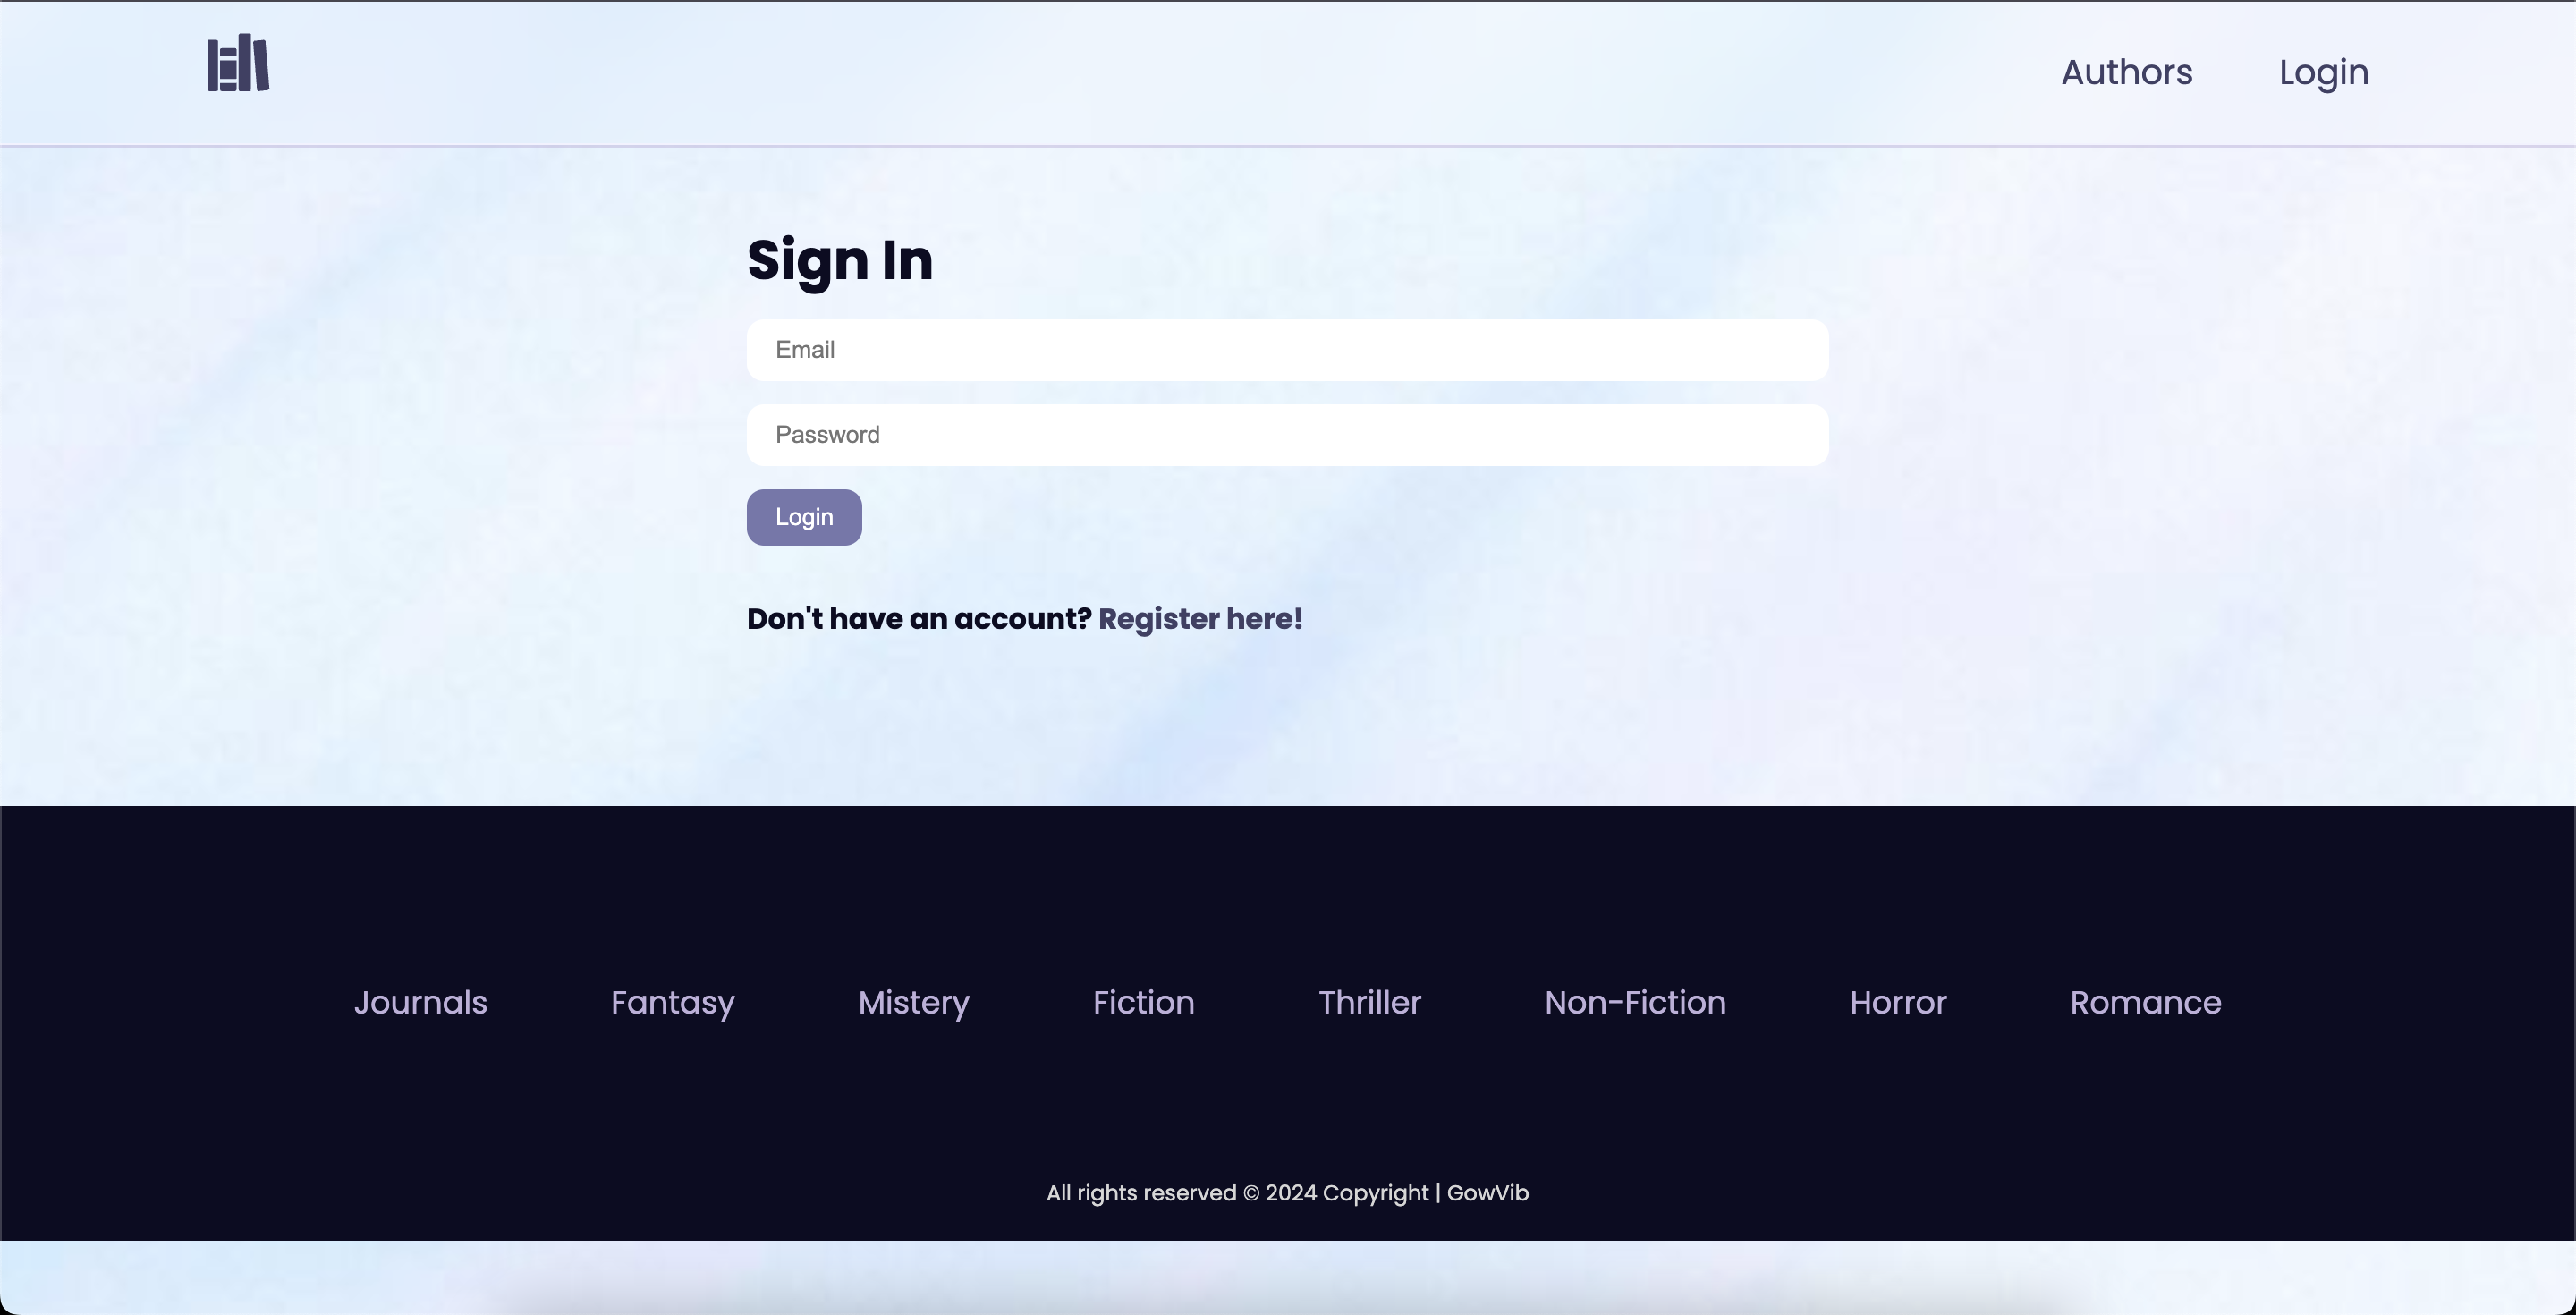 Authors Login
Sign In
Email
Password
Login
Don't have an account? Register here!
Journals Fantasy Mistery Fiction Thriller Non-Fiction Horror Romance
All rights reserved © 2024 Copyright | GowVib